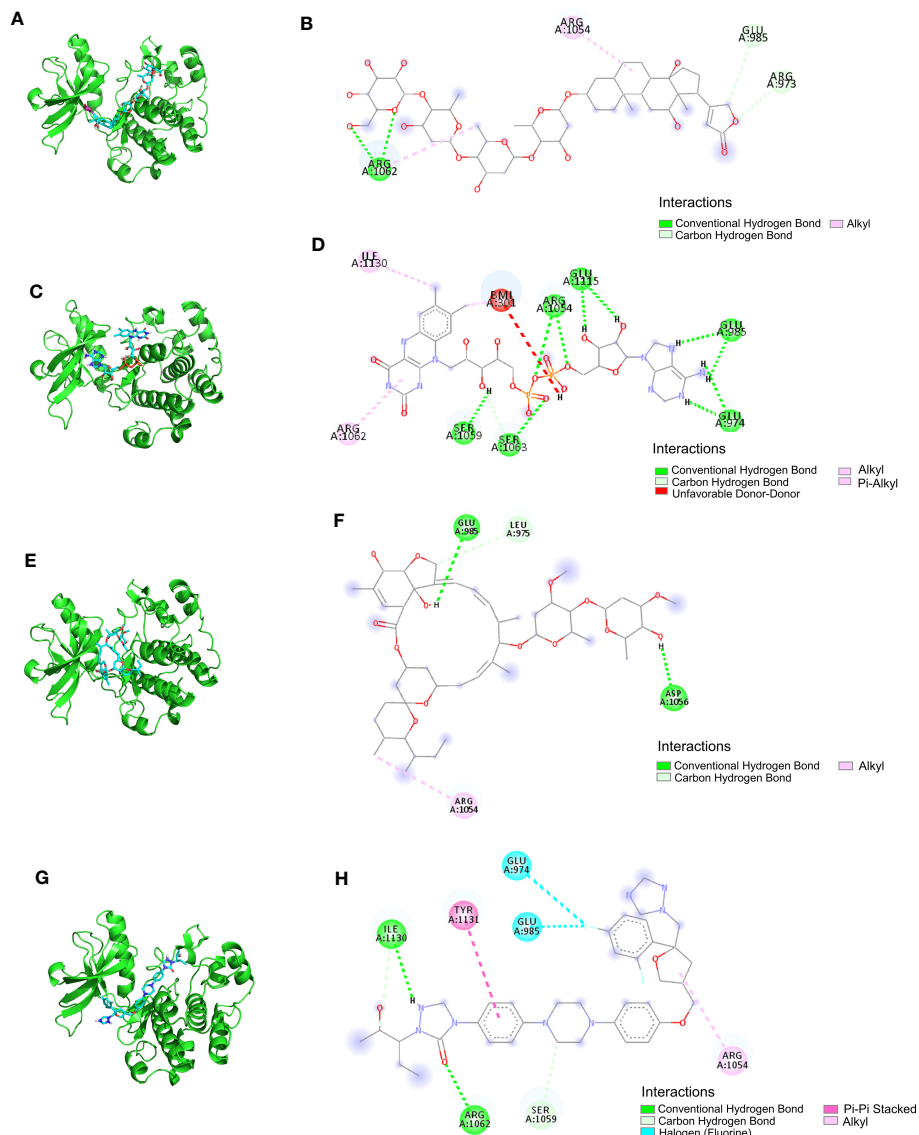 A
B
ARG
A:1054
GLU
A:985
ARG
A:973
ARG
A:1062
Interactions
Conventional Hydrogen Bond
Carbon Hydrogen Bond
Alkyl
C
D
ILE
A:1130
BMI
A:301
ARG
A:1054
GLU
A:1115
GLU
A:985
GLU
A:974
ARG
A:1062
SER
A:1059
SER
A:1063
Interactions
Conventional Hydrogen Bond
Carbon Hydrogen Bond
Unfavorable Donor-Donor
Alkyl
Pi-Alkyl
E
F
GLU
A:985
LEU
A:975
ASP
A:1056
ARG
A:1054
Interactions
Conventional Hydrogen Bond
Carbon Hydrogen Bond
Alkyl
G
H
GLU
A:974
GLU
A:985
TYR
A:1131
ILE
A:1130
ARG
A:1054
ARG
A:1062
SER
A:1059
Interactions
Conventional Hydrogen Bond
Carbon Hydrogen Bond
Halogen (Fluorine)
Pi-Pi Stacked
Alkyl